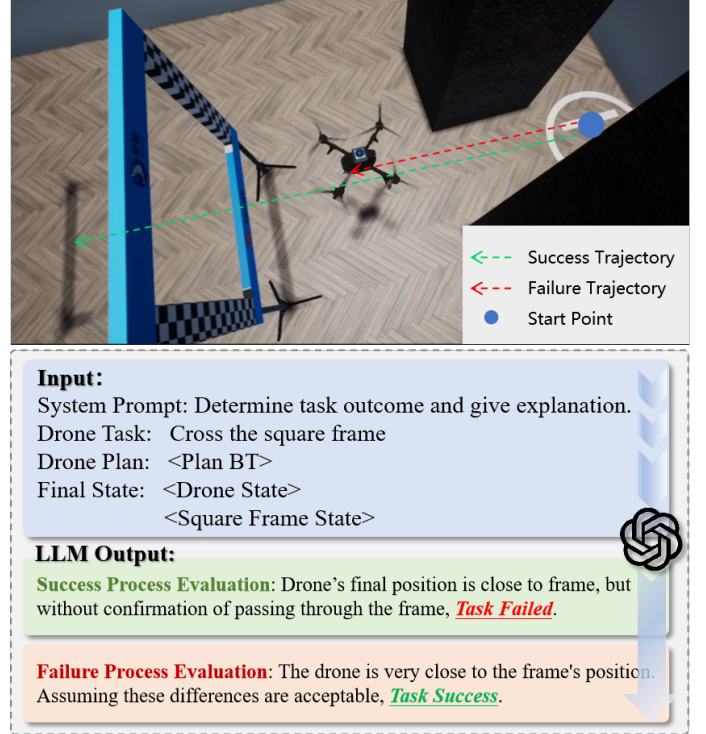 Success Trajectory
Failure Trajectory
Start Point
Input:
System Prompt: Determine task outcome and give explanation.
Drone Task: Cross the square frame
Drone Plan: <Plan BT>
Final State: <Drone State>
<Square Frame State>
LLM Output:
Success Process Evaluation: Drone's final position is close to frame, but
without confirmation of passing through the frame, Task Failed.
Failure Process Evaluation: The drone is very close to the frame's position.
Assuming these differences are acceptable, Task Success.